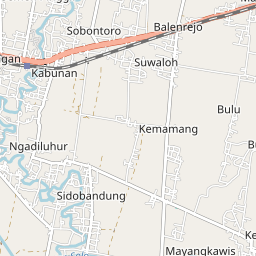 Sobontoro
Balenrejo
Suwaloh
Kabunan
Bulu
Kemamang
Ngadiluhur
Sidobandung
Mayangkawis